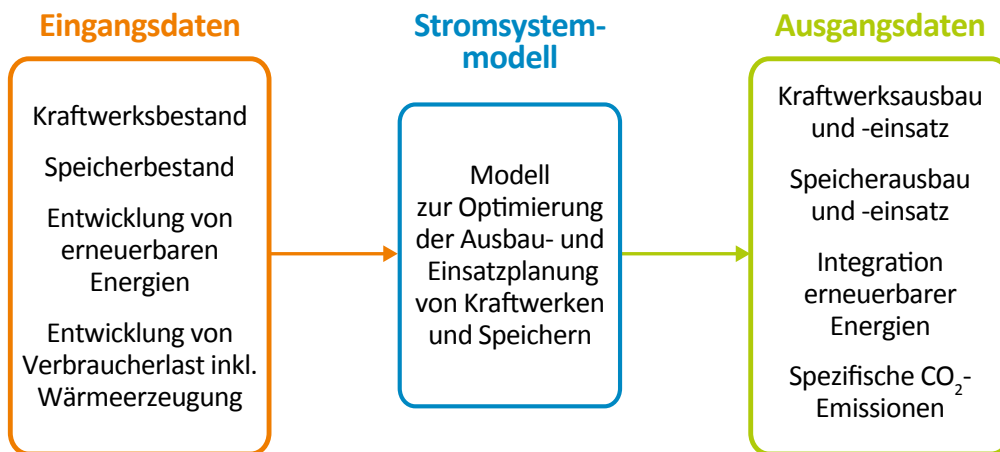 Eingangsdaten
Kraftwerksbestand
Speicherbestand
Entwicklung von
erneuerbaren
Energien
Entwicklung von
Verbraucherlast inkl.
Wärmeerzeugung
Stromsystem-
modell
Modell
zur Optimierung
der Ausbau- und
Einsatzplanung
von Kraftwerken
und Speichern
Ausgangsdaten
Kraftwerksausbau
und -einsatz
Speicherausbau
und -einsatz
Integration
erneuerbarer
Energien
Spezifische CO₂-
Emissionen